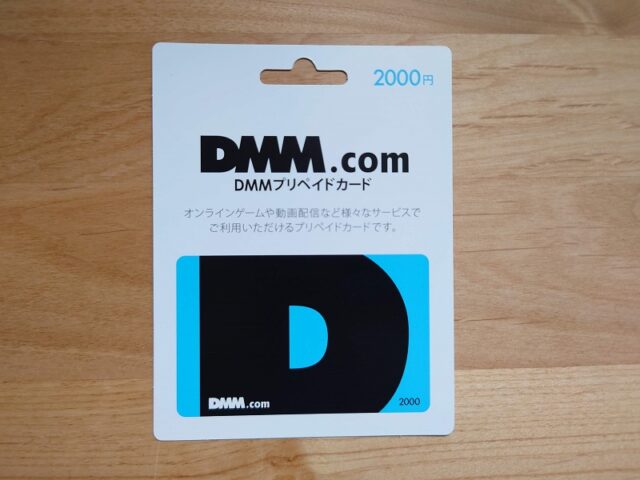 2000円
DMM.com
DMMプリペイドカード
オンラインゲームや動画配信など様々なサービスで
ご利用いただけるプリペイドカードです。
D
DMM.com
2000